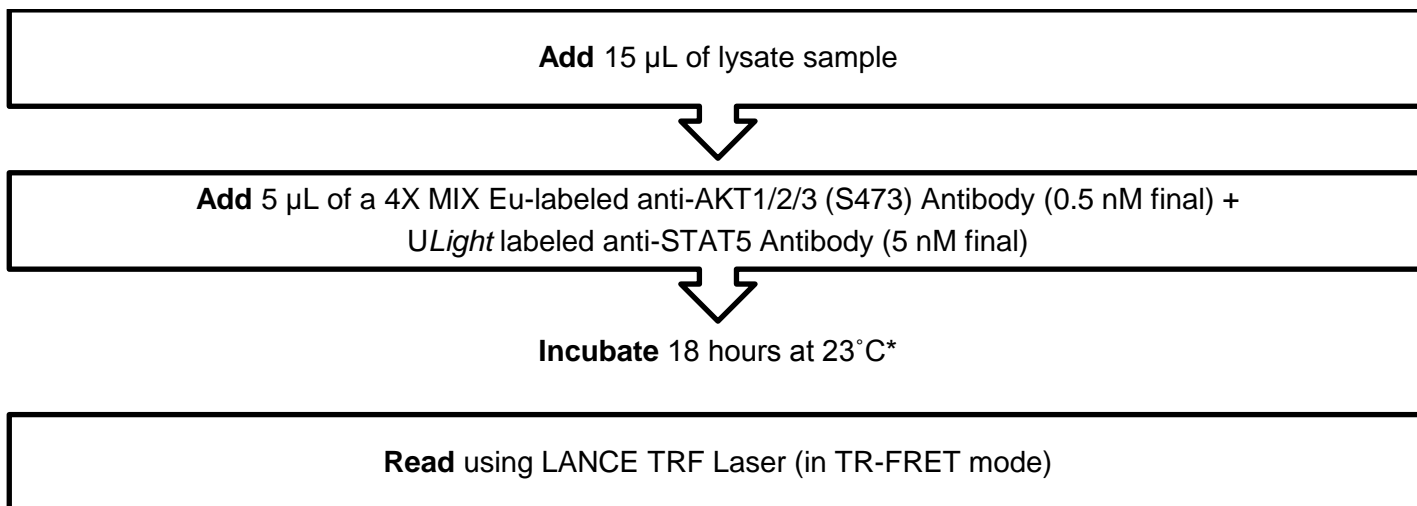 Add 15 µL of lysate sample
Add 5 µL of a 4X MIX Eu-labeled anti-AKT1/2/3 (S473) Antibody (0.5 nM final) +
ULight labeled anti-STAT5 Antibody (5 nM final)
Incubate 18 hours at 23˚C*
Read using LANCE TRF Laser (in TR-FRET mode)